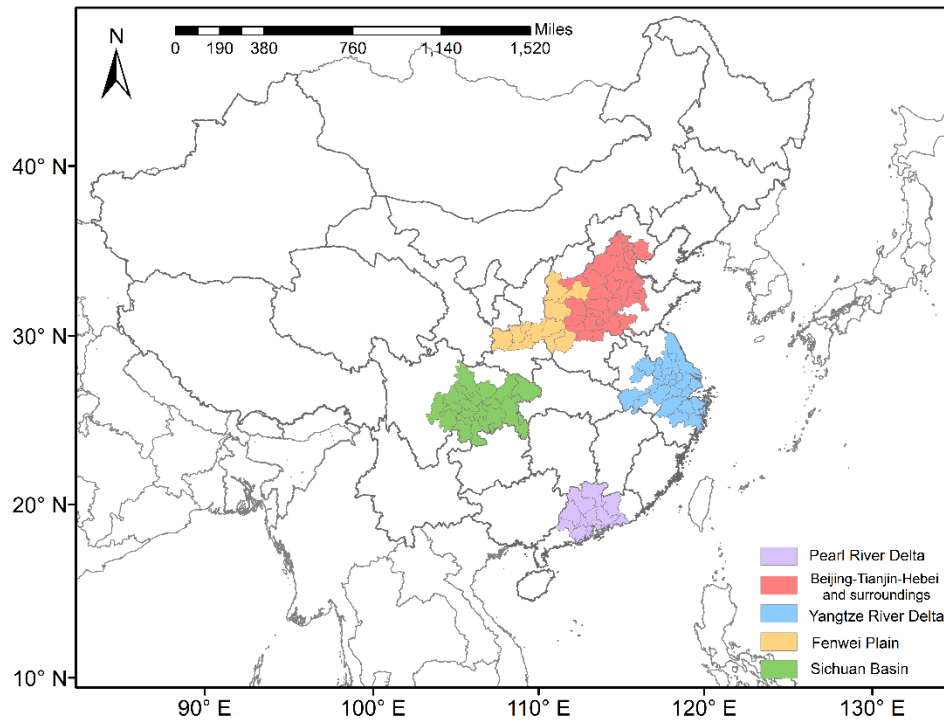 N
Miles
0 190 380 760 1,140 1,520
40° N
30° N
20° N
10° N
Pearl River Delta
Beijing-Tianjin-Hebei
and surroundings
Yangtze River Delta
Fenwei Plain
Sichuan Basin
90° E 100° E 110° E 120° E 130° E